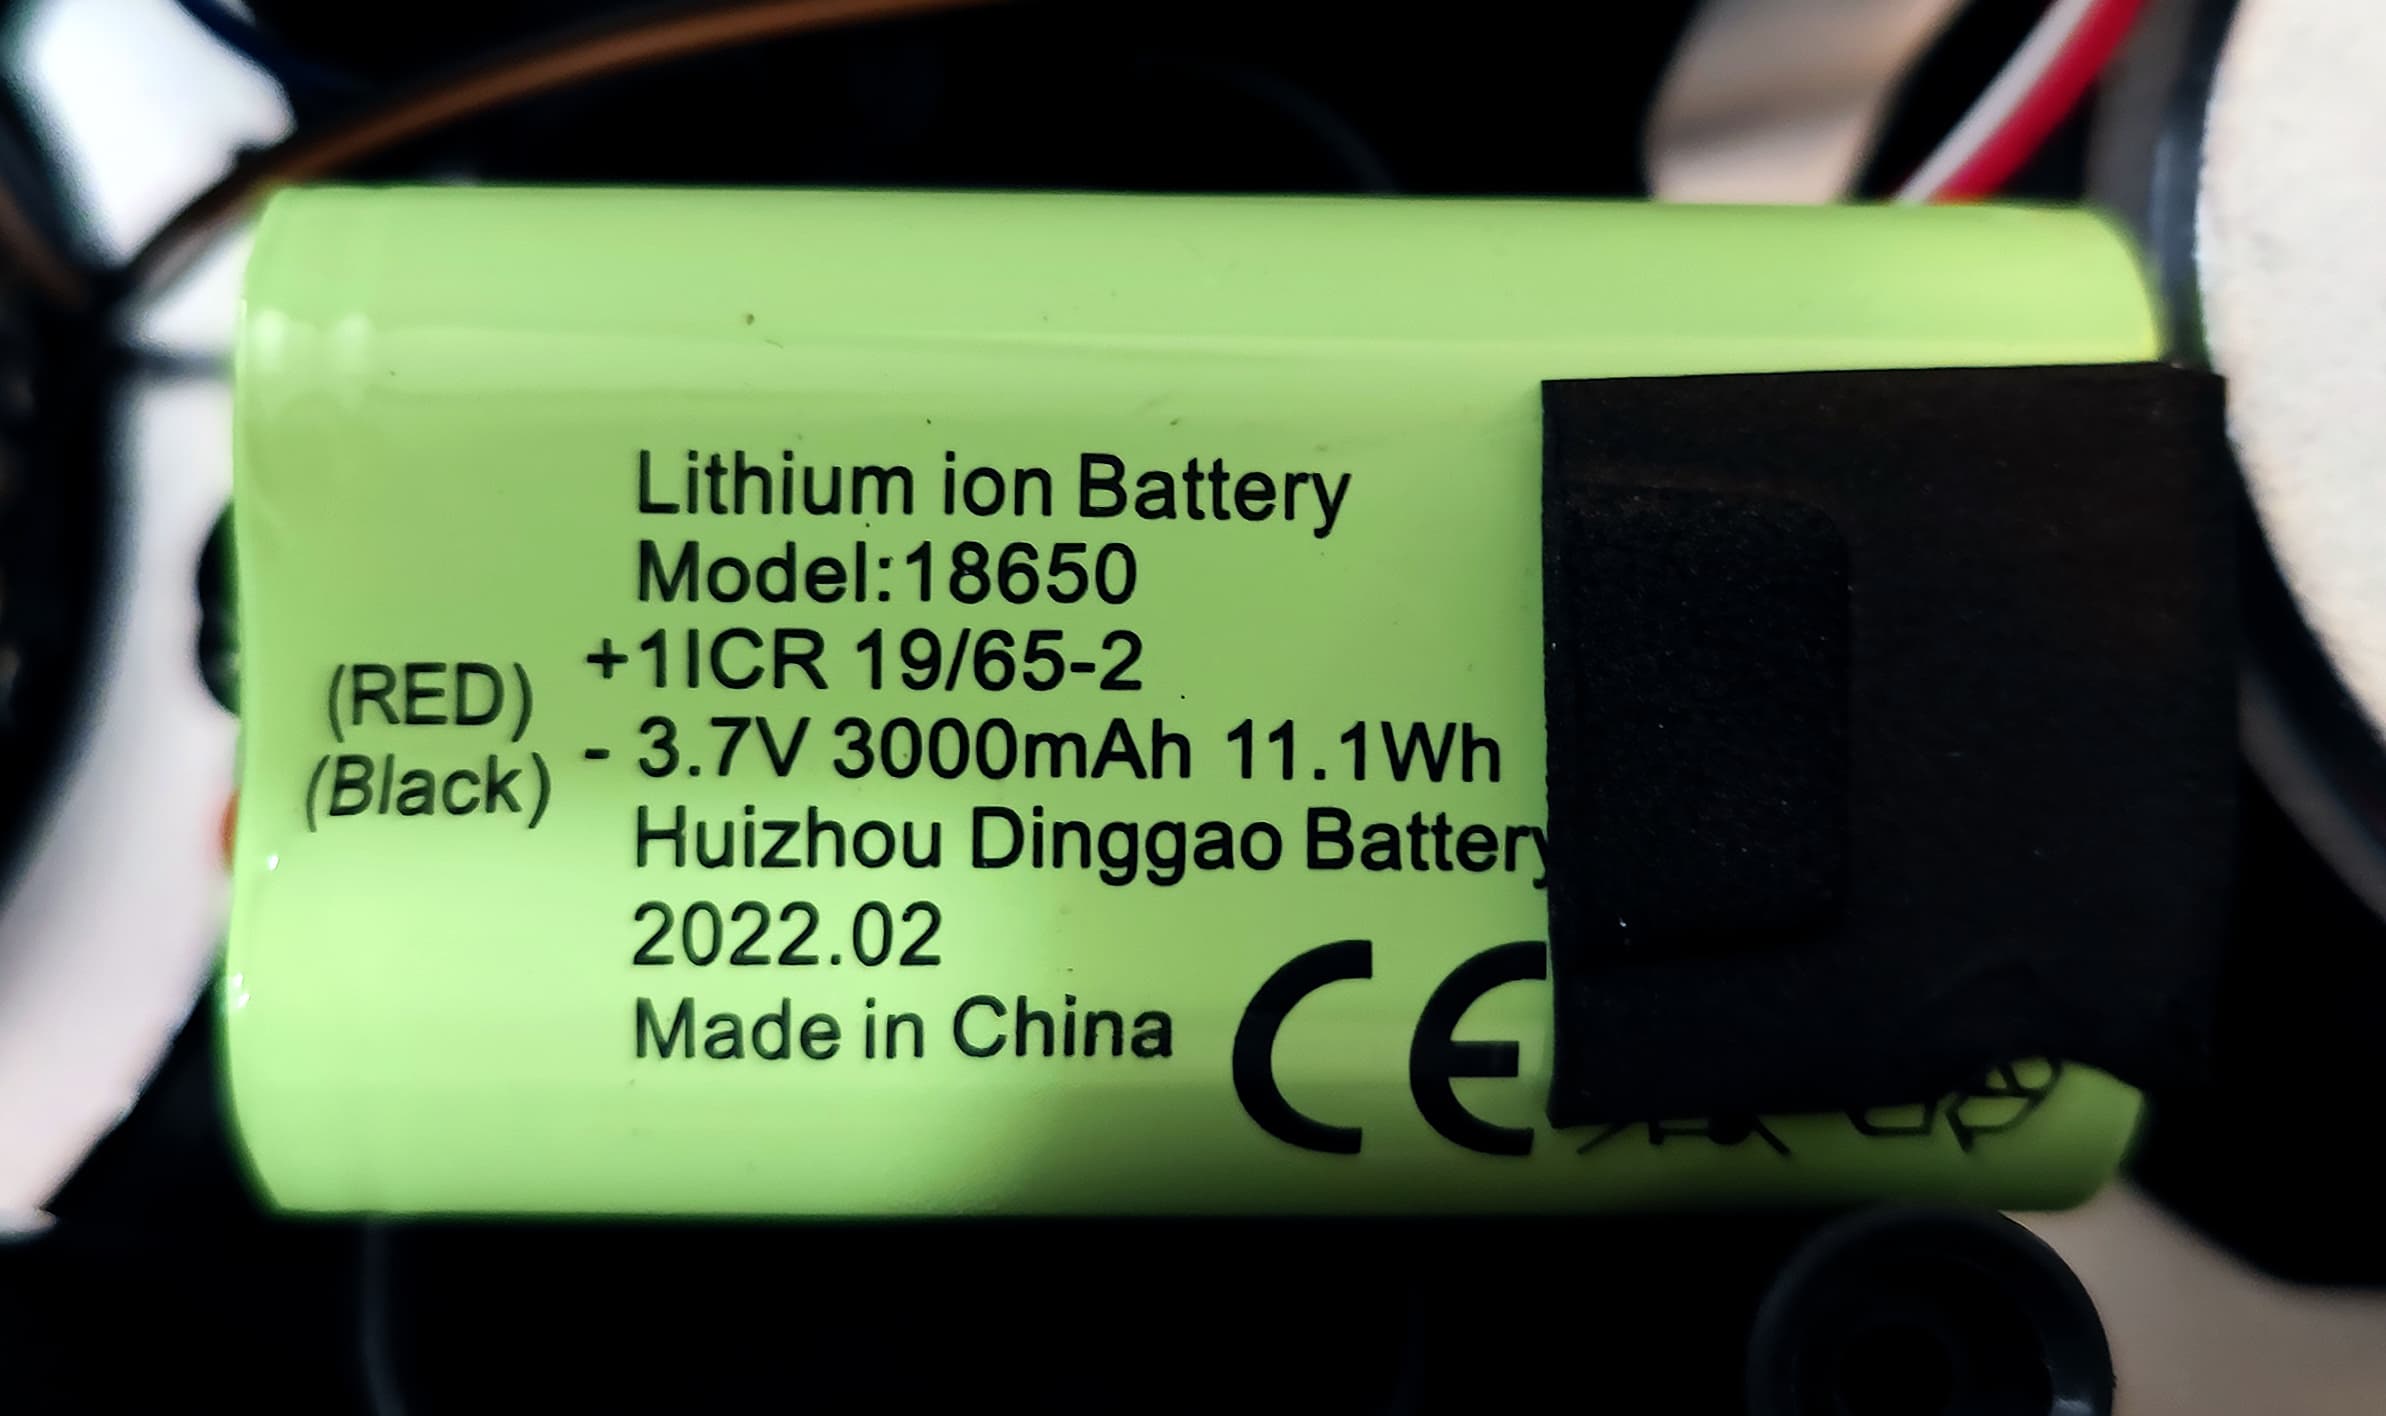 Lithium ion Battery
Model:18650
(RED) +1ICR 19/65-2
(Black) - 3.7V 3000mAh 11.1Wh
Huizhou Dinggao Battery
2022.02
Made in China CE